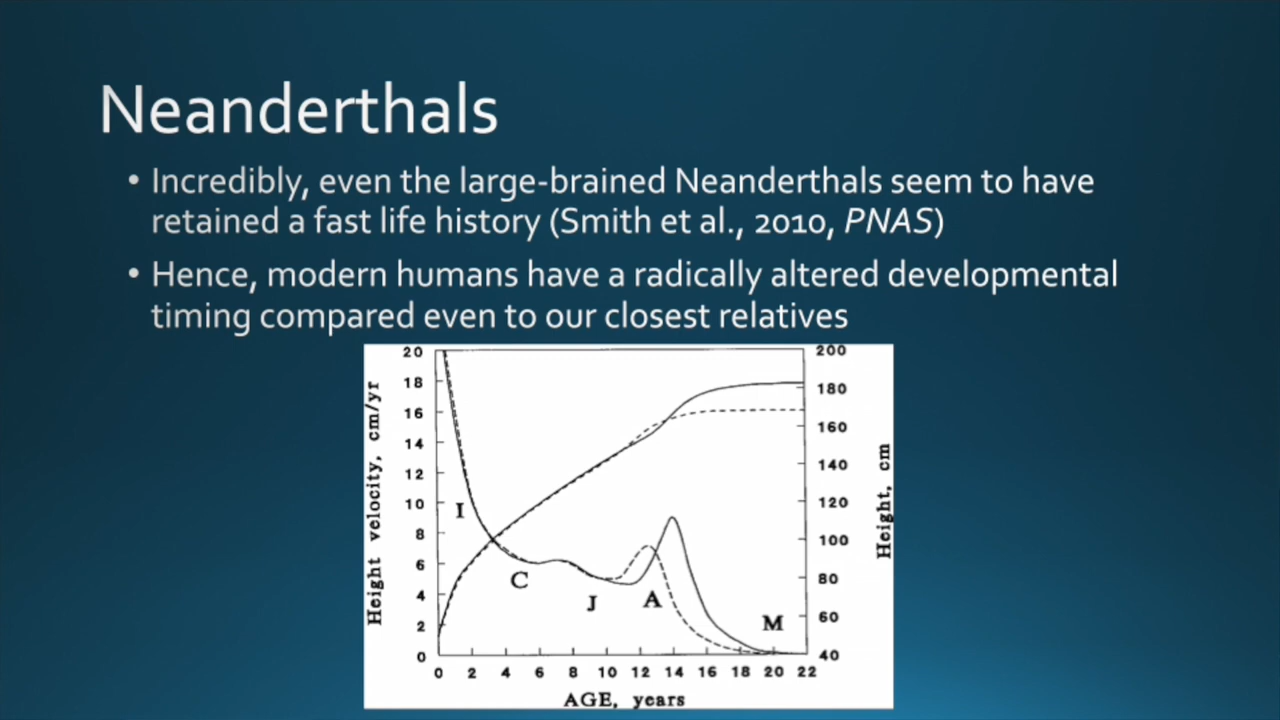 Neanderthals
• Incredibly, even the large-brained Neanderthals seem to have
retained a fast life history (Smith et al., 2010, PNAS)
• Hence, modern humans have a radically altered developmental
timing compared even to our closest relatives
Height velocity, cm/yr
20
18
16
14
12
10
8
6
4
2
0
I
C
J
A
M
200
180
160
140
120
100
80
60
40
Height, cm
0 2 4 6 8 10 12 14 16 18 20 22
AGE, years